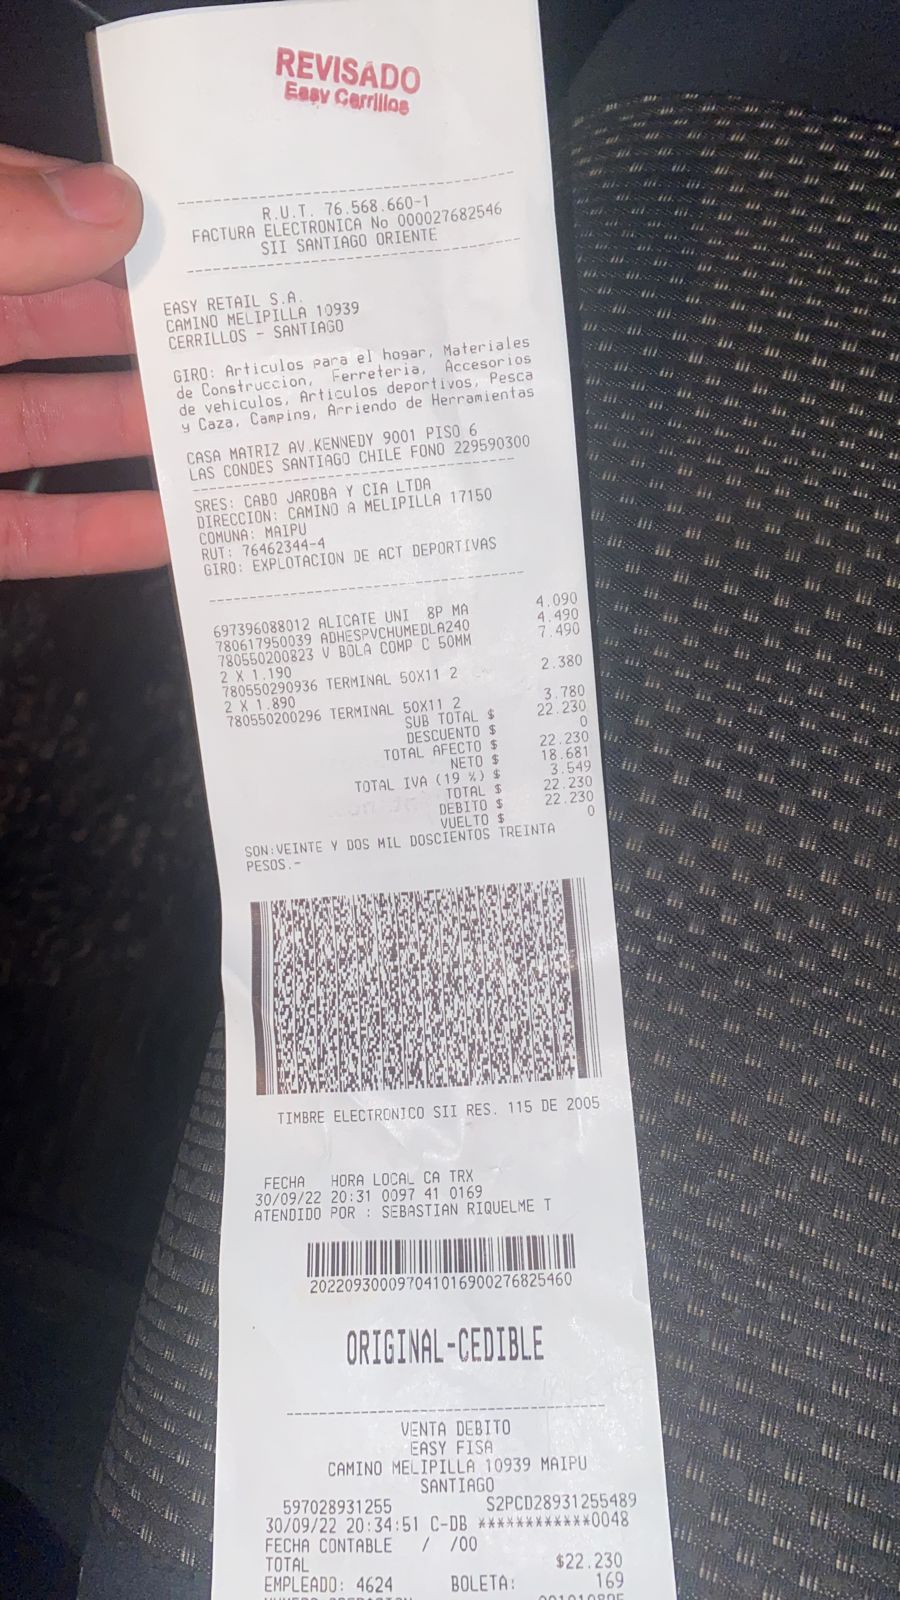 REVISADO
Easy Cerrillos
R.U.T. 76.568.660-1
FACTURA ELECTRONICA No 000027682546
SII SANTIAGO ORIENTE
EASY RETAIL S.A.
CAMINO MELIPILLA 10939
CERRILLOS - SANTIAGO
GIRO: Articulos para el hogar, Materiales
de Construccion, Ferreteria, Accesorios
de vehiculos, Articulos deportivos, Pesca
y Caza, Camping, Arriendo de Herramientas
CASA MATRIZ AV.KENNEDY 9001 PISO 6
LAS CONDES SANTIAGO CHILE FONO 229590300
SRES: CABO JAROBA Y CIA LTDA
DIRECCION: CAMINO A MELIPILLA 17150
COMUNA: MAIPU
RUT: 76462344-4
GIRO: EXPLOTACION DE ACT DEPORTIVAS
697396088012 ALICATE UNI 8P MA 4.090
780617950039 ADHESPVCHUMEDLA240 4.490
780550200823 V BOLA COMP C 50MM 7.490
2 X 1.190
780550290936 TERMINAL 50X11 2 2.380
2 X 1.890
780550200296 TERMINAL 50X11 2 3.780
SUB TOTAL $ 22.230
DESCUENTO $ 0
TOTAL AFECTO $ 22.230
NETO $ 18.681
TOTAL IVA (19 %) $ 3.549
TOTAL $ 22.230
DEBITO $ 22.230
VUELTO $ 0
SON:VEINTE Y DOS MIL DOSCIENTOS TREINTA
PESOS.-
TIMBRE ELECTRONICO SII RES. 115 DE 2005
FECHA HORA LOCAL CA TRX
30/09/22 20:31 0097 41 0169
ATENDIDO POR : SEBASTIAN RIQUELME T
2022093000970410169002768​25460
ORIGINAL-CEDIBLE
VENTA DEBITO
EASY FISA
CAMINO MELIPILLA 10939 MAIPU
SANTIAGO
597028931255 S2PCD28931255489
30/09/22 20:34:51 C-DB ************0048
FECHA CONTABLE / /00
TOTAL $22.230
EMPLEADO: 4624 BOLETA: 169